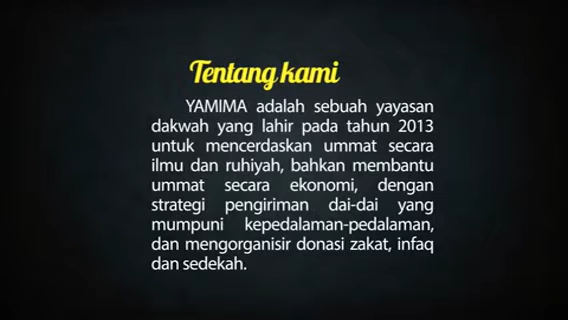 Tentang kami
YAMIMA adalah sebuah yayasan
dakwah yang lahir pada tahun 2013
untuk mencerdaskan ummat secara
ilmu dan ruhiyah, bahkan membantu
ummat secara ekonomi, dengan
strategi pengiriman dai-dai yang
mumpuni kepedalaman-pedalaman,
dan mengorganisir donasi zakat, infaq
dan sedekah.